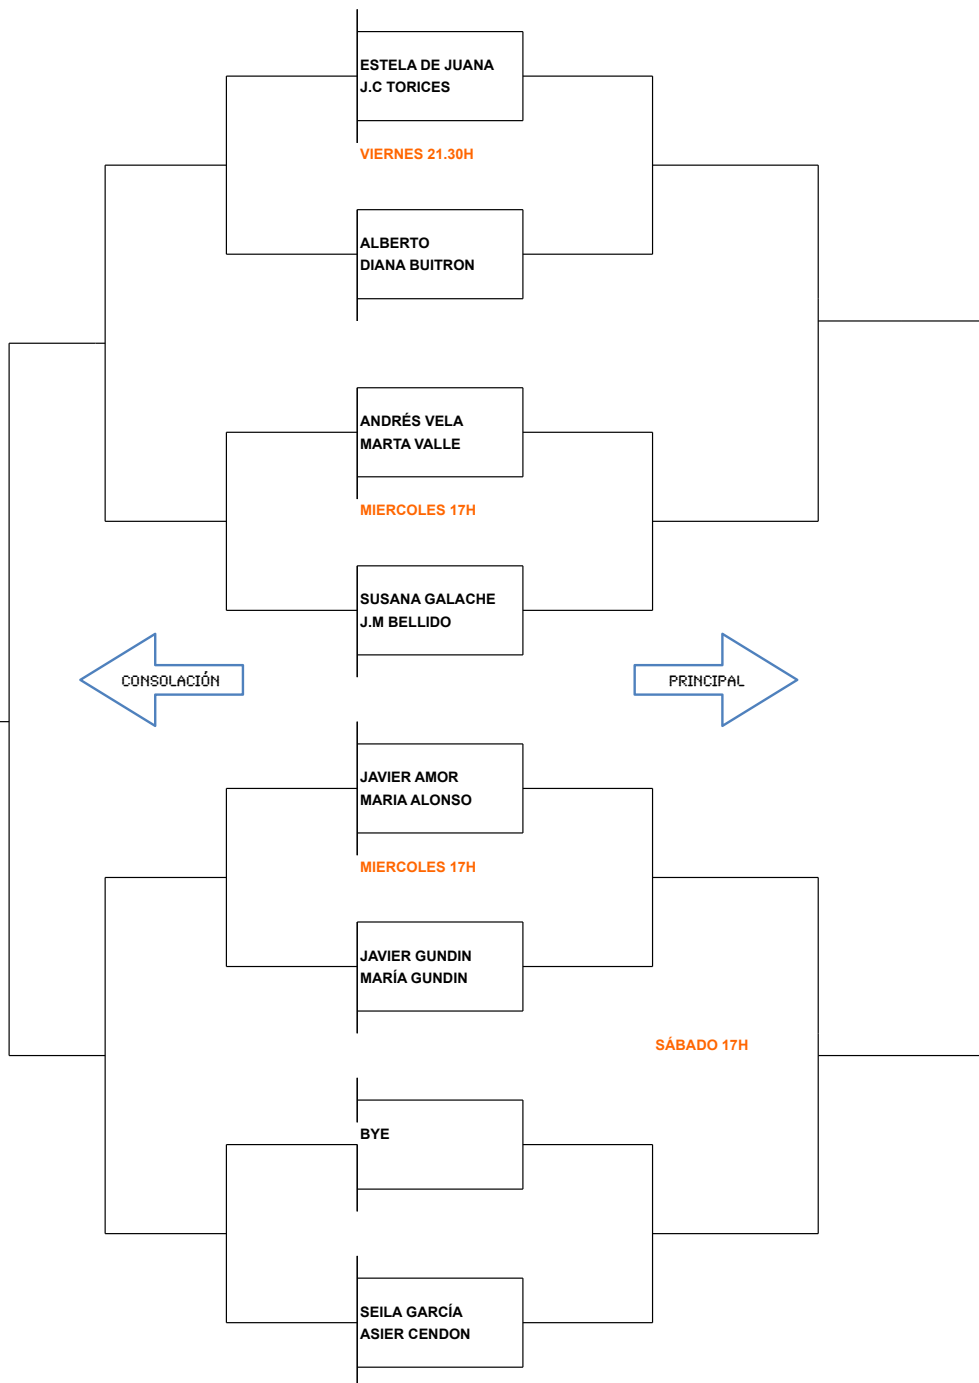 ESTELA DE JUANA
J.C TORICES
VIERNES 21.30H
ALBERTO
DIANA BUITRON
ANDRÉS VELA
MARTA VALLE
MIERCOLES 17H
SUSANA GALACHE
J.M BELLIDO
CONSOLACIÓN
PRINCIPAL
JAVIER AMOR
MARIA ALONSO
MIERCOLES 17H
JAVIER GUNDIN
MARÍA GUNDIN
SÁBADO 17H
BYE
SEILA GARCÍA
ASIER CENDON